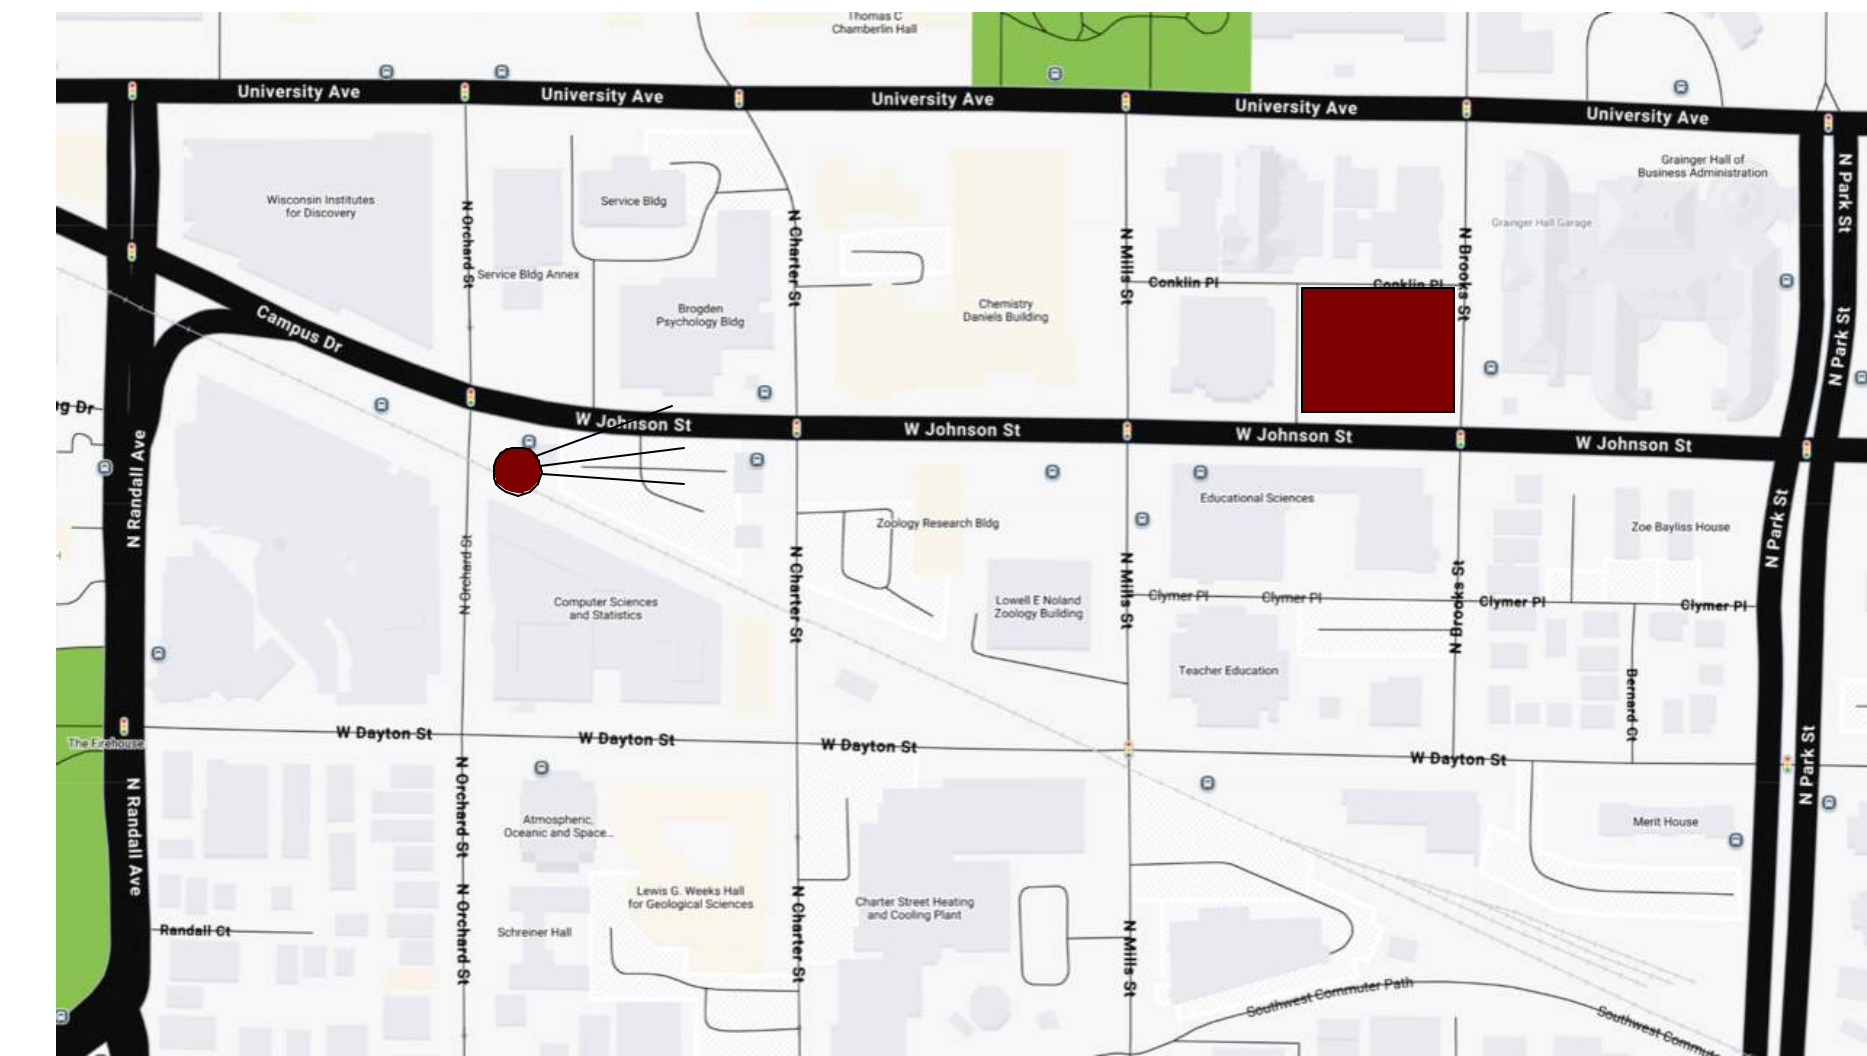 Thomas C
Chamberlin Hall
University Ave
University Ave
University Ave
University Ave
University Ave
Grainger Hall of
Business Administration
N Park St
Wisconsin Institutes
for Discovery
N Orchard St
Service Bldg
N Charter St
N Mills St
N Brooks St
Grainger Hall Garage
Service Bldg Annex
Conklin Pl
Conklin Pl
Campus Dr
Brogden
Psychology Bldg
Chemistry
Daniels Building
N Park St
g Dr
W Johnson St
W Johnson St
W Johnson St
W Johnson St
N Randall Ave
Educational Sciences
Zoology Research Bldg
Zoe Bayliss House
N Park St
N Orchard St
Computer Sciences
and Statistics
N Charter St
Lowell E Noland
Zoology Building
N Mills St
Clymer Pl
Clymer Pl
N Brooks St
Clymer Pl
Clymer Pl
Teacher Education
Bernard Ct
The Firehouse
W Dayton St
W Dayton St
W Dayton St
W Dayton St
N Park St
N Randall Ave
N Orchard St
Atmospheric,
Oceanic and Space...
Merit House
Lewis G. Weeks Hall
for Geological Sciences
N Charter St
Charter Street Heating
and Cooling Plant
Randall Ct
N Orchard St
Schreiner Hall
N Mills St
Southwest Commuter Path
Southwest Commut